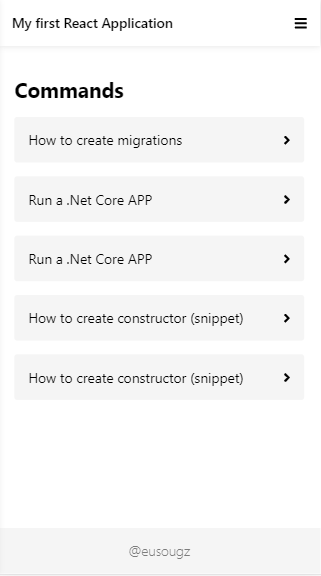 My first React Application
Commands
How to create migrations
Run a .Net Core APP
Run a .Net Core APP
How to create constructor (snippet)
How to create constructor (snippet)
@eusougz